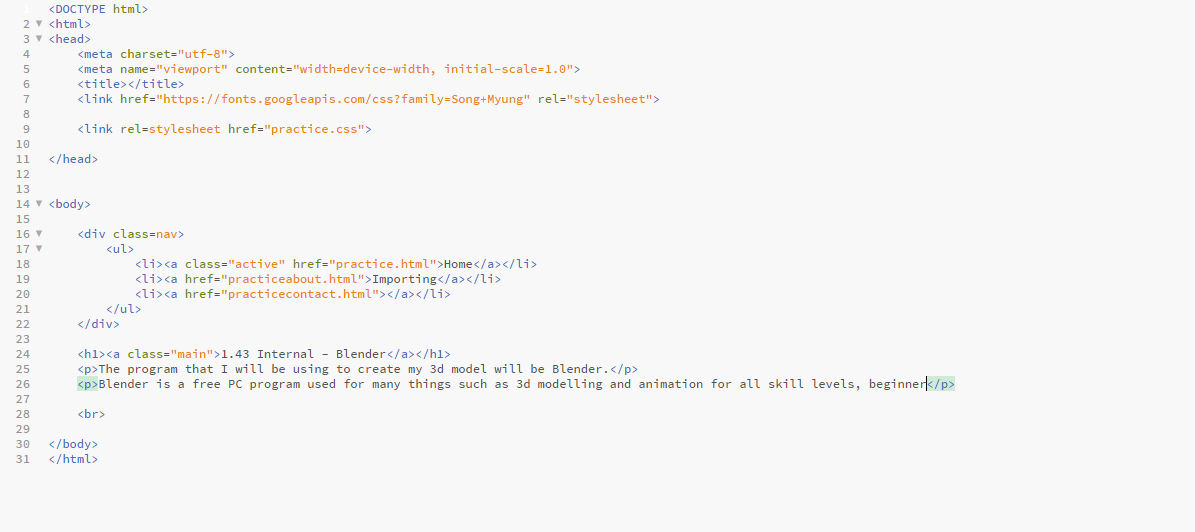 1 <DOCTYPE html>
2 <html>
3 <head>
4     <meta charset="utf-8">
5     <meta name="viewport" content="width=device-width, initial-scale=1.0">
6     <title></title>
7     <link href="https://fonts.googleapis.com/css?family=Song+Myung" rel="stylesheet">
8
9     <link rel=stylesheet href="practice.css">
10
11 </head>
12
13
14 <body>
15
16     <div class=nav>
17         <ul>
18             <li><a class="active" href="practice.html">Home</a></li>
19             <li><a href="practiceabout.html">Importing</a></li>
20             <li><a href="practicecontact.html"></a></li>
21         </ul>
22     </div>
23
24     <h1><a class="main">1.43 Internal - Blender</a></h1>
25     <p>The program that I will be using to create my 3d model will be Blender.</p>
26     <p>Blender is a free PC program used for many things such as 3d modelling and animation for all skill levels, beginner</p>
27
28     <br>
29
30 </body>
31 </html>